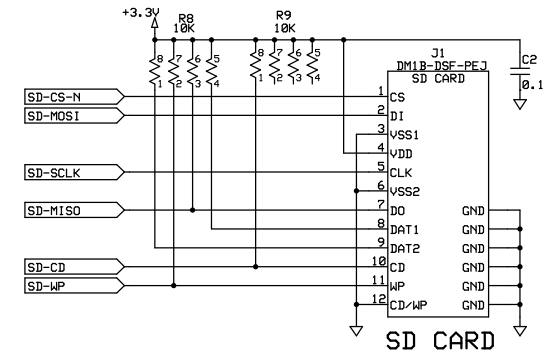 +3.3V
R8
10K
R9
10K
8 7 6 5
1 2 3 4
8 7 6 5
1 2 3 4
J1
DM1B-DSF-PEJ
SD CARD
C2
0.1
SD-CS-N
1 CS
SD-MOSI
2 DI
3 VSS1
4 VDD
SD-SCLK
5 CLK
6 VSS2
SD-MISO
7 DO GND
8 DAT1 GND
9 DAT2 GND
SD-CD
10 CD GND
SD-WP
11 WP GND
12 CD/WP GND
SD CARD